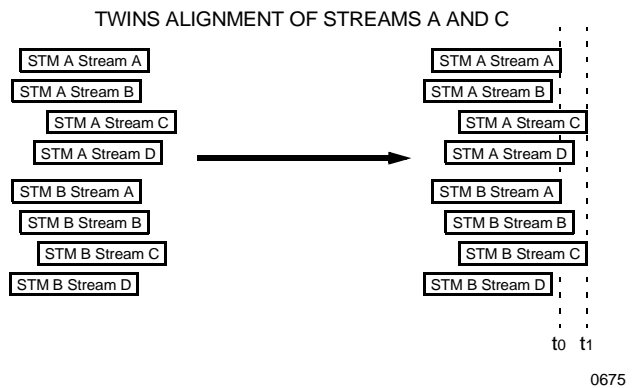 TWINS ALIGNMENT OF STREAMS A AND C
STM A Stream A
STM A Stream B
STM A Stream C
STM A Stream D
STM B Stream A
STM B Stream B
STM B Stream C
STM B Stream D
STM A Stream A
STM A Stream B
STM A Stream C
STM A Stream D
STM B Stream A
STM B Stream B
STM B Stream C
STM B Stream D
t0 t1
0675